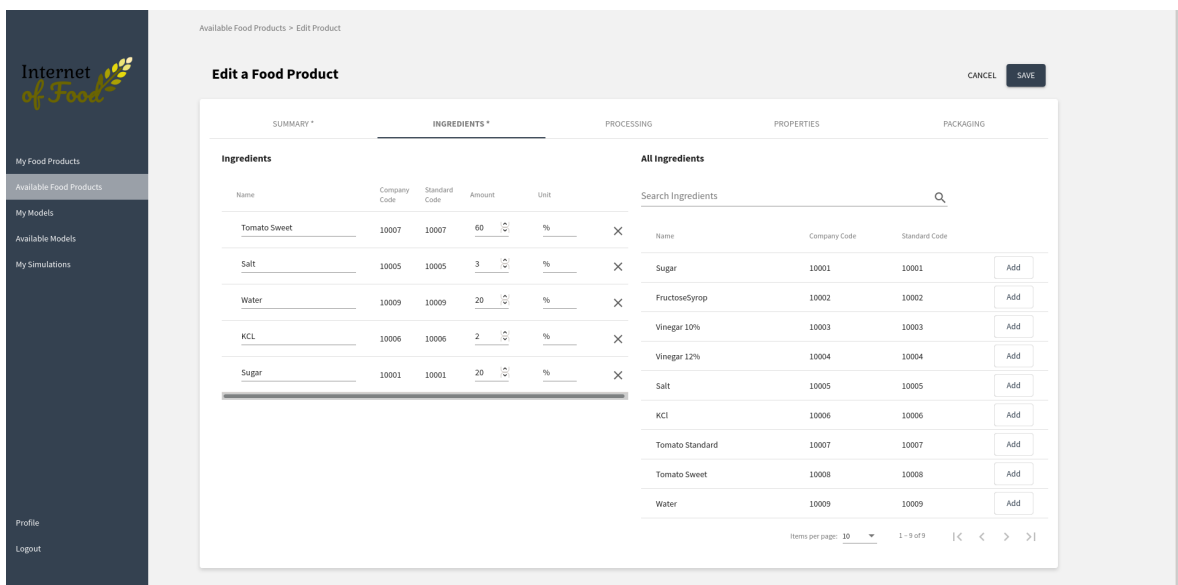 Internet
of Food
My Food Products
Available Food Products
My Models
Available Models
My Simulations
Profile
Logout
Available Food Products > Edit Product
Edit a Food Product
CANCEL SAVE
SUMMARY * INGREDIENTS * PROCESSING PROPERTIES PACKAGING
Ingredients
Name Company Code Standard Code Amount Unit
Tomato Sweet 10007 10007 60 %
Salt 10005 10005 3 %
Water 10009 10009 20 %
KCL 10006 10006 2 %
Sugar 10001 10001 20 %
All Ingredients
Search Ingredients
Name Company Code Standard Code
Sugar 10001 10001 Add
FructoseSyrop 10002 10002 Add
Vinegar 10% 10003 10003 Add
Vinegar 12% 10004 10004 Add
Salt 10005 10005 Add
KCl 10006 10006 Add
Tomato Standard 10007 10007 Add
Tomato Sweet 10008 10008 Add
Water 10009 10009 Add
Items per page: 10 1 – 9 of 9